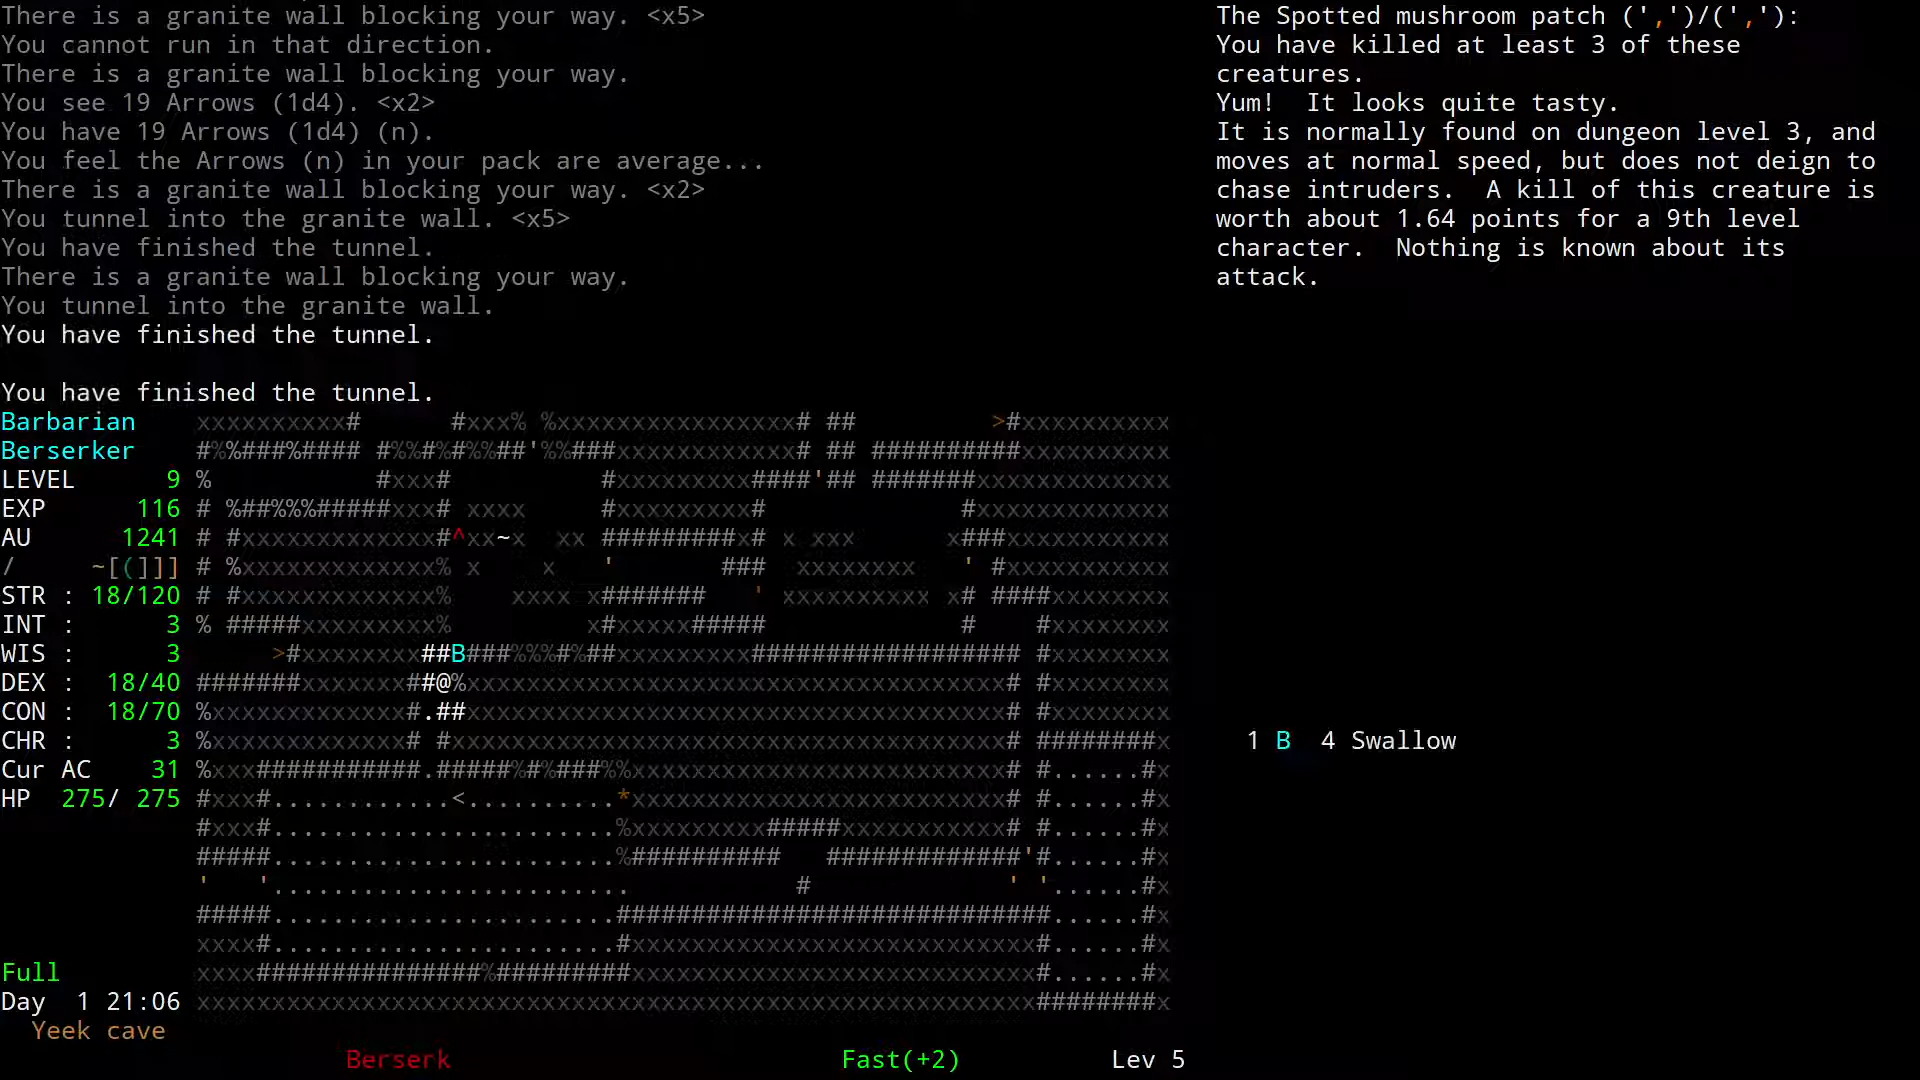 There is a granite wall blocking your way. <x5>
You cannot run in that direction.
There is a granite wall blocking your way.
You see 19 Arrows (1d4). <x2>
You have 19 Arrows (1d4) (n).
You feel the Arrows (n) in your pack are average...
There is a granite wall blocking your way. <x2>
You tunnel into the granite wall. <x5>
You have finished the tunnel.
There is a granite wall blocking your way.
You tunnel into the granite wall.
You have finished the tunnel.
You have finished the tunnel.
The Spotted mushroom patch (',')/(','):
You have killed at least 3 of these
creatures.
Yum!  It looks quite tasty.
It is normally found on dungeon level 3, and
moves at normal speed, but does not deign to
chase intruders.  A kill of this creature is
worth about 1.64 points for a 9th level
character.  Nothing is known about its
attack.
Barbarian
Berserker
LEVEL 9
EXP 116
AU 1241
/ ~[(]]]
STR : 18/120
INT : 3
WIS : 3
DEX : 18/40
CON : 18/70
CHR : 3
Cur AC 31
HP 275/ 275
Full
Day 1 21:06
Yeek cave
1 B 4 Swallow
Berserk
Fast(+2)
Lev 5